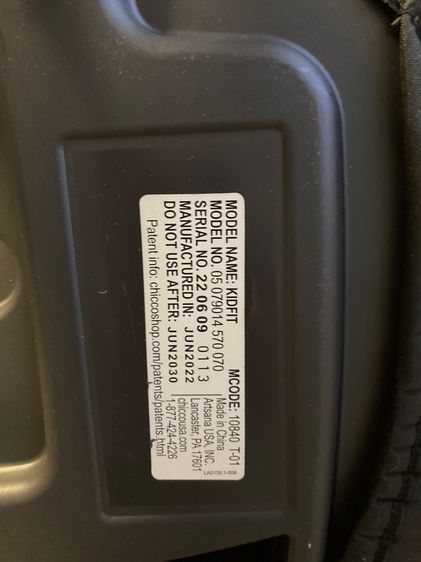 MODEL NAME: KIDFIT
MODEL NO. 05 079014 570 070
SERIAL NO. 22 06 09 0113
MANUFACTURED IN: JUN2022
DO NOT USE AFTER: JUN2030
Patent info: chiccoshop.com/patents/patents.html
MCODE: 10840 T-01
Made in China
Artsana USA, INC.
Lancaster, PA 17601
chiccousa.com
1-877-424-4226
LA0139.1-008